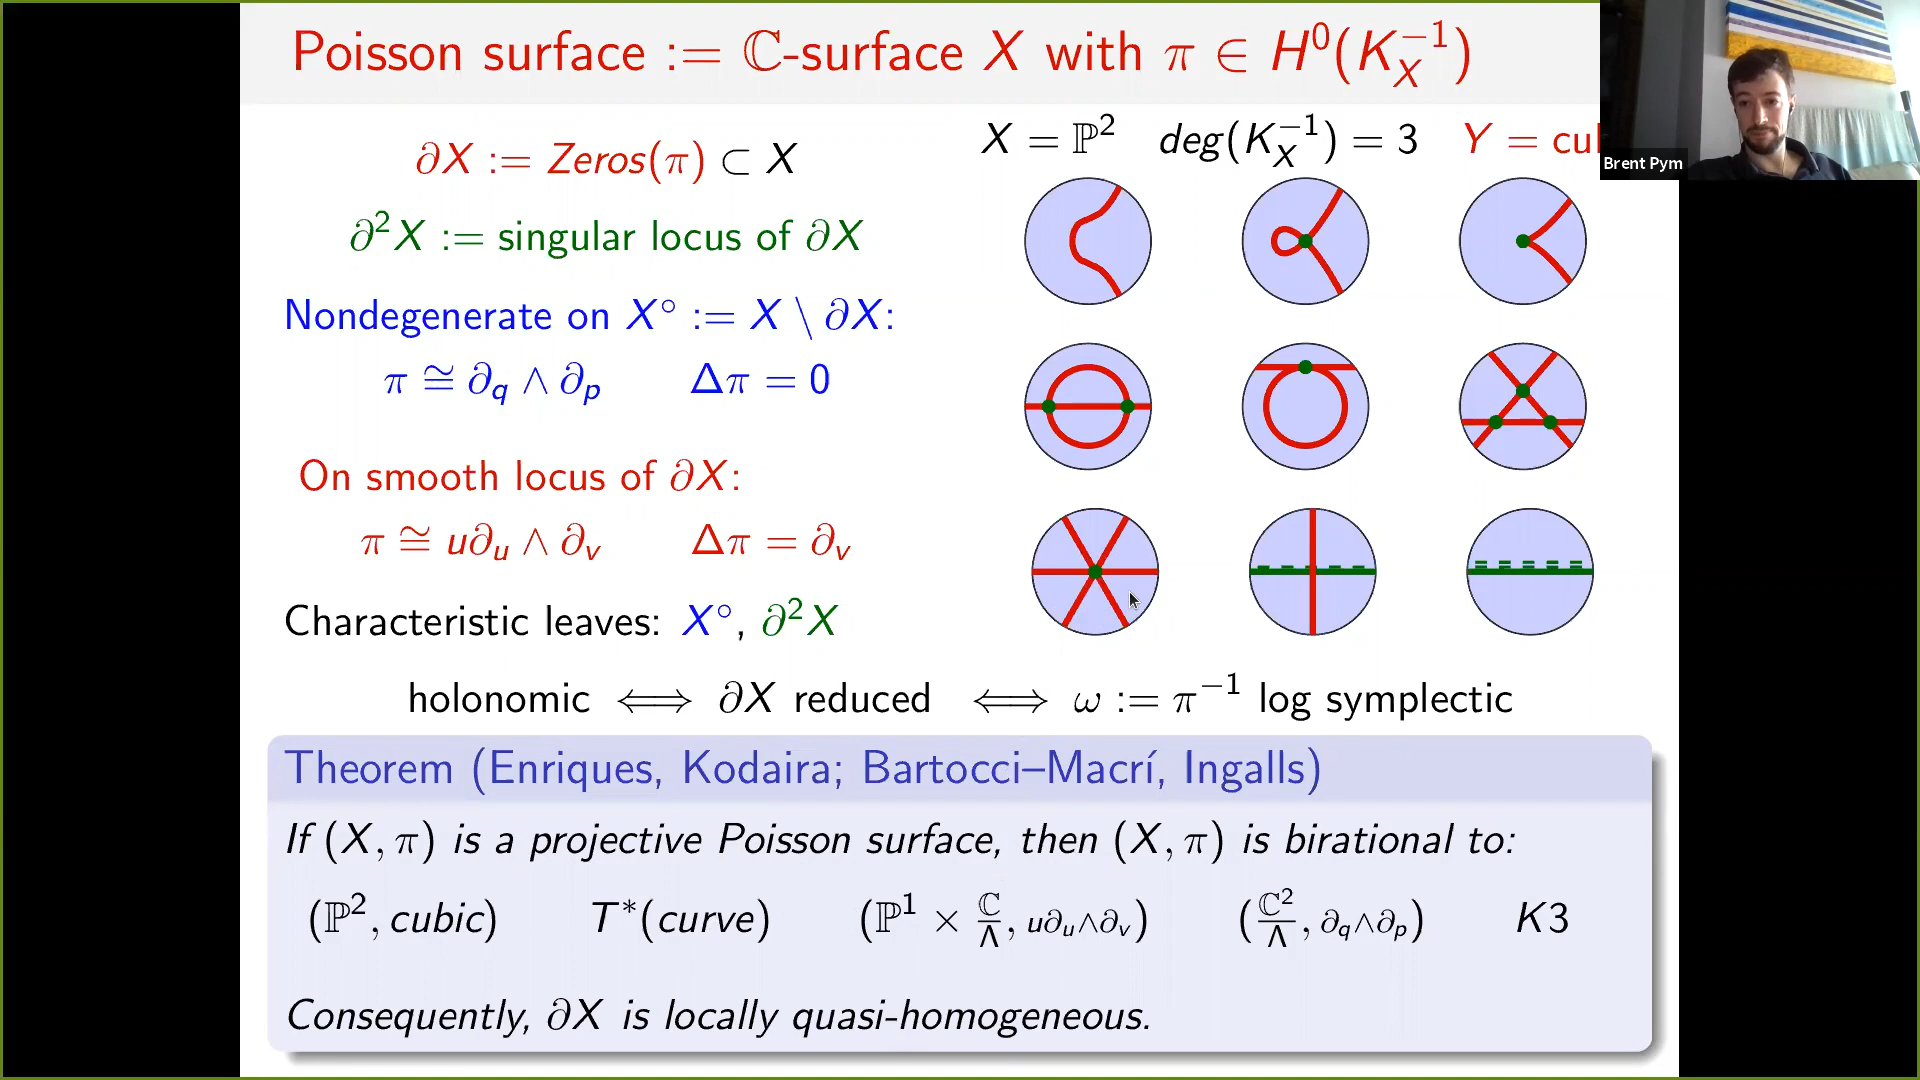 Poisson surface := ℂ-surface X with π ∈ H⁰(K_X⁻¹)
∂X := Zeros(π) ⊂ X
∂²X := singular locus of ∂X
Nondegenerate on X° := X \ ∂X:
π ≅ ∂_q ∧ ∂_p Δπ = 0
On smooth locus of ∂X:
π ≅ u∂_u ∧ ∂_v Δπ = ∂_v
Characteristic leaves: X°, ∂²X
X = ℙ² deg(K_X⁻¹) = 3 Y =
Brent Pym
holonomic ⟺ ∂X reduced ⟺ ω := π⁻¹ log symplectic
Theorem (Enriques, Kodaira; Bartocci–Macrí, Ingalls)
If (X, π) is a projective Poisson surface, then (X, π) is birational to:
(ℙ², cubic) T*(curve) (ℙ¹ × ℂ/Λ, u∂_u∧∂_v) (ℂ²/Λ, ∂_q∧∂_p) K3
Consequently, ∂X is locally quasi-homogeneous.